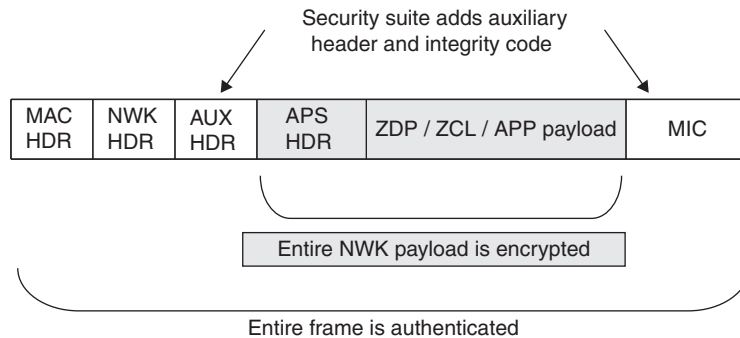 Security suite adds auxiliary
header and integrity code
MAC
HDR
NWK
HDR
AUX
HDR
APS
HDR
ZDP / ZCL / APP payload
MIC
Entire NWK payload is encrypted
Entire frame is authenticated